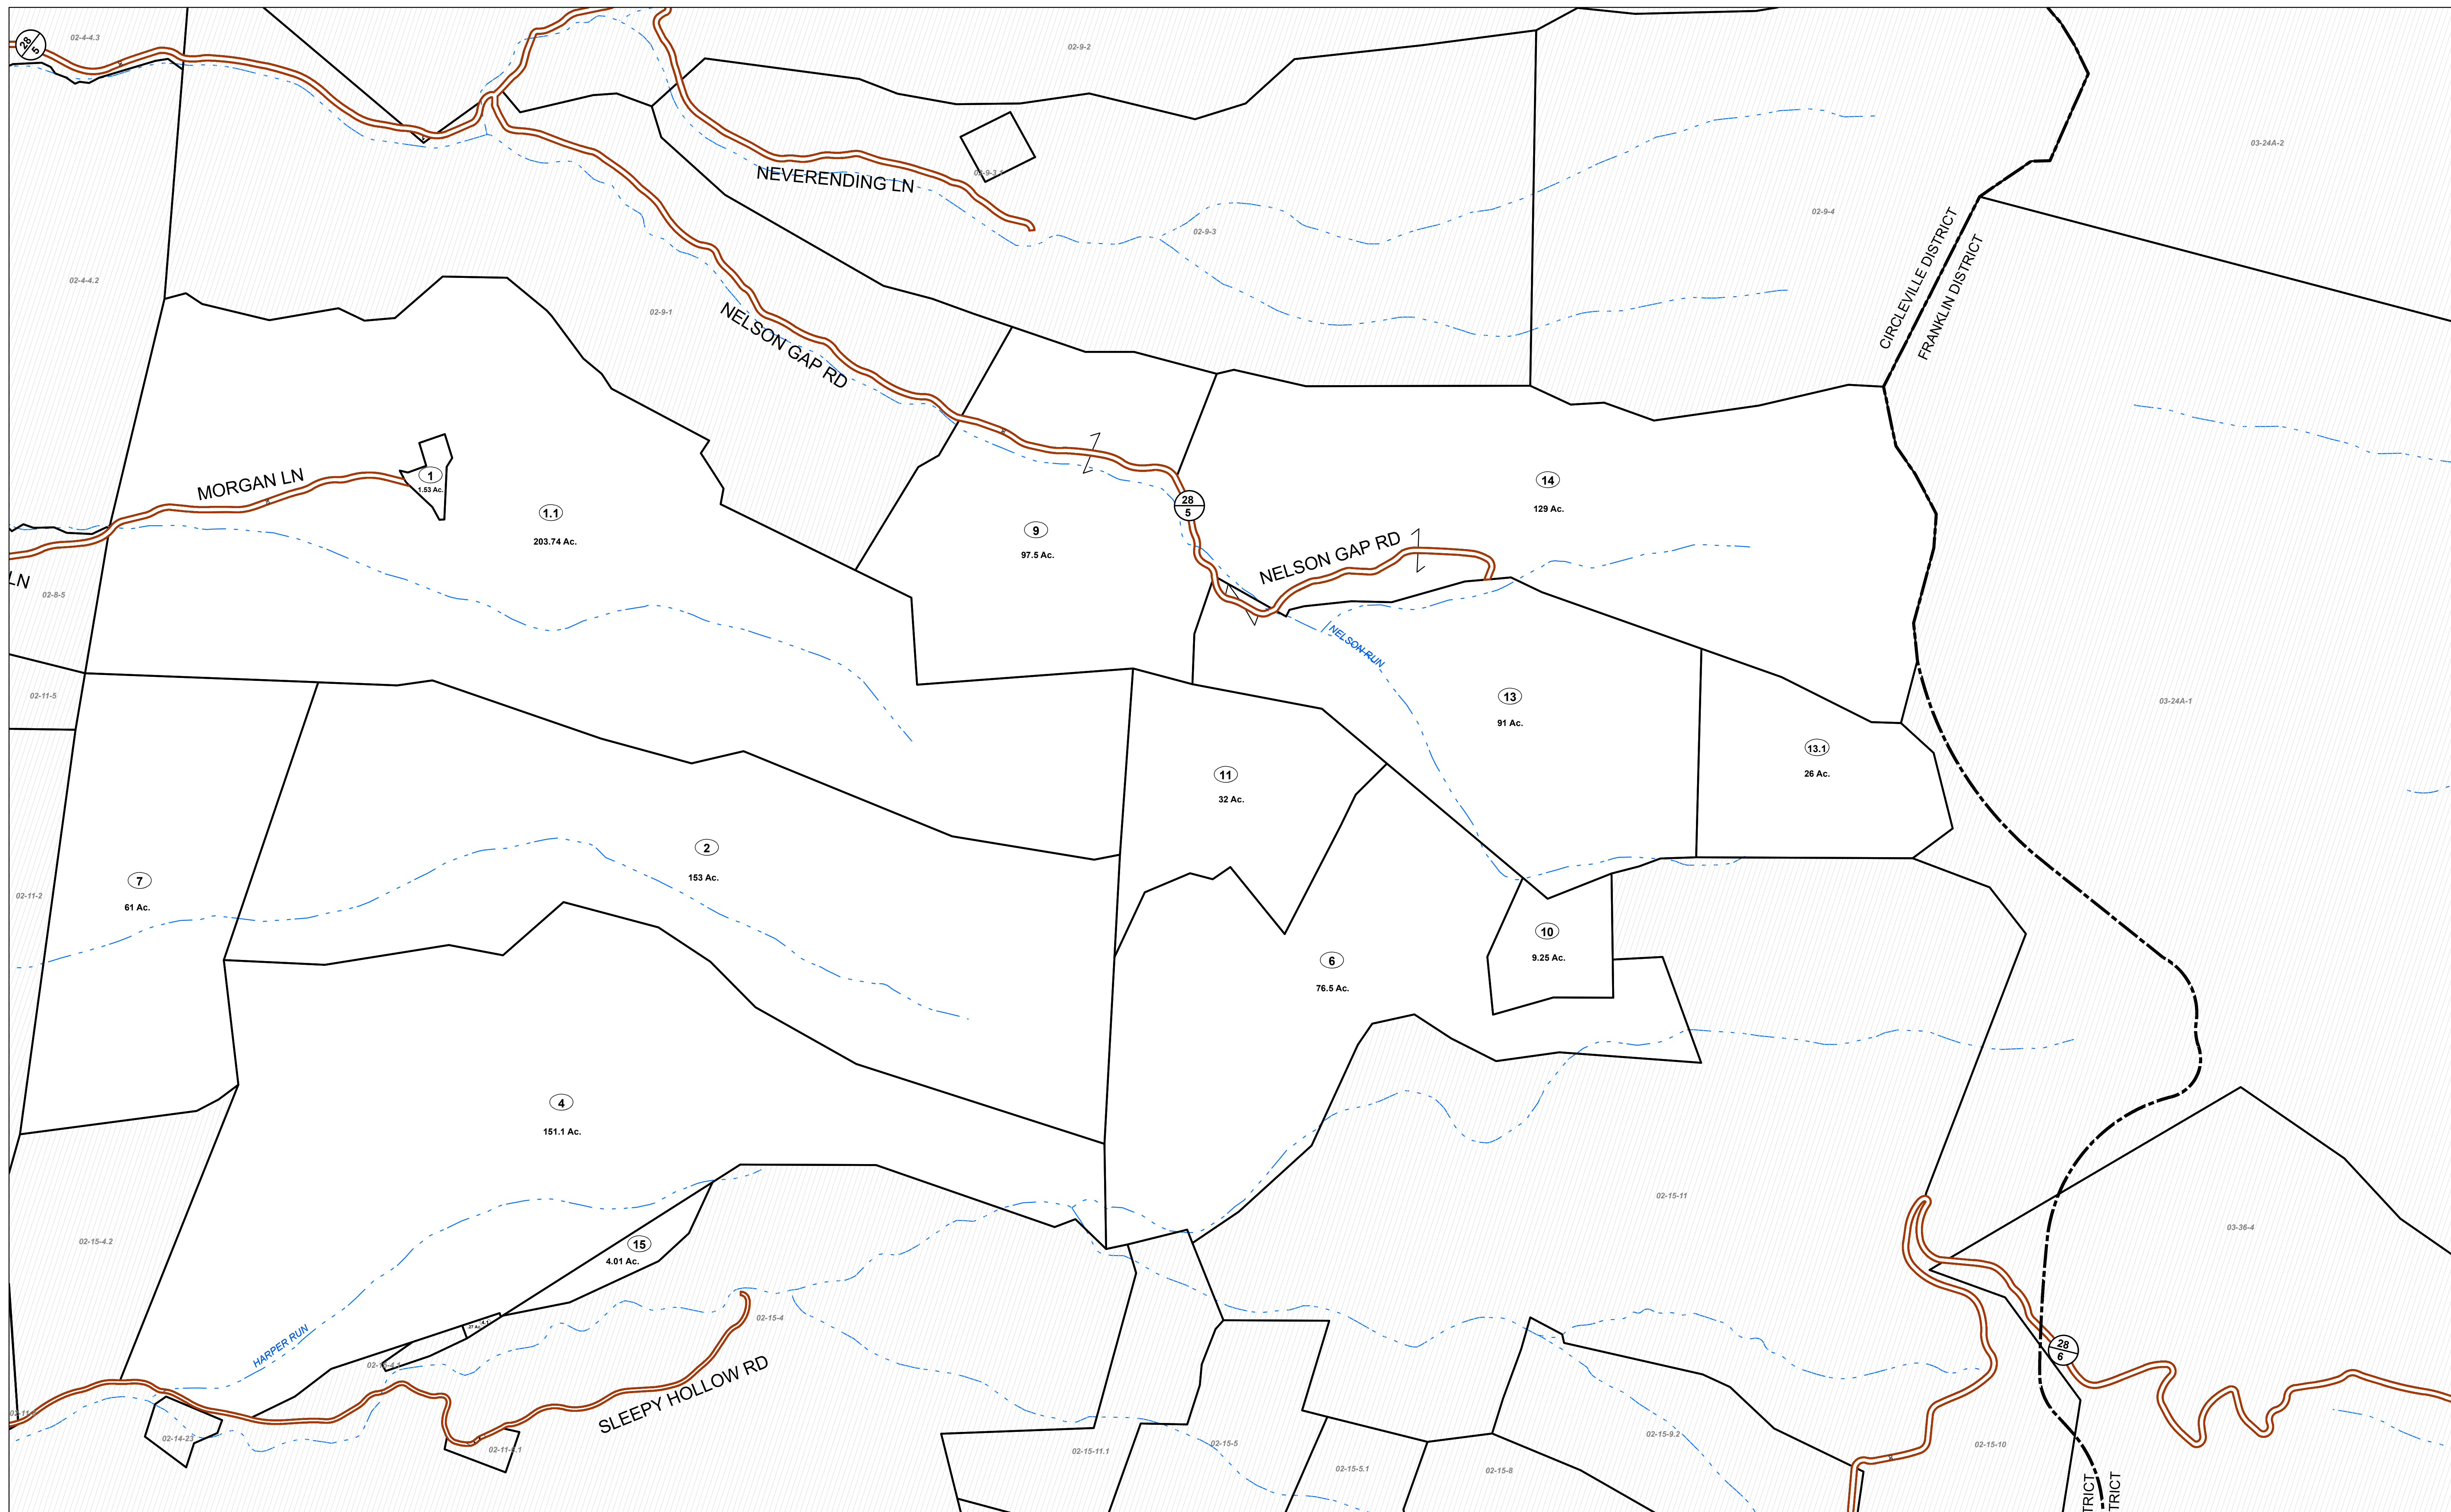 28
5
02-4-4.3
02-9-2
03-24A-2
NEVERENDING LN
02-9-4
02-9-3
CIRCLEVILLE DISTRICT
FRANKLIN DISTRICT
02-4-4.2
02-9-1
NELSON GAP RD
MORGAN LN
1
1.53 Ac.
1.1
203.74 Ac.
28
5
14
129 Ac.
9
97.5 Ac.
NELSON GAP RD
LN
02-8-5
NELSON RUN
02-11-5
13
91 Ac.
03-24A-1
13.1
26 Ac.
11
32 Ac.
2
153 Ac.
7
61 Ac.
02-11-2
10
9.25 Ac.
6
76.5 Ac.
4
151.1 Ac.
02-15-11
02-15-4.2
15
4.01 Ac.
03-36-4
02-15-4
HARPER RUN
28
6
SLEEPY HOLLOW RD
02-14-23
02-15-11.1
02-15-5
02-15-5.1
02-15-8
02-15-9.2
02-15-10
TRICT
TRICT